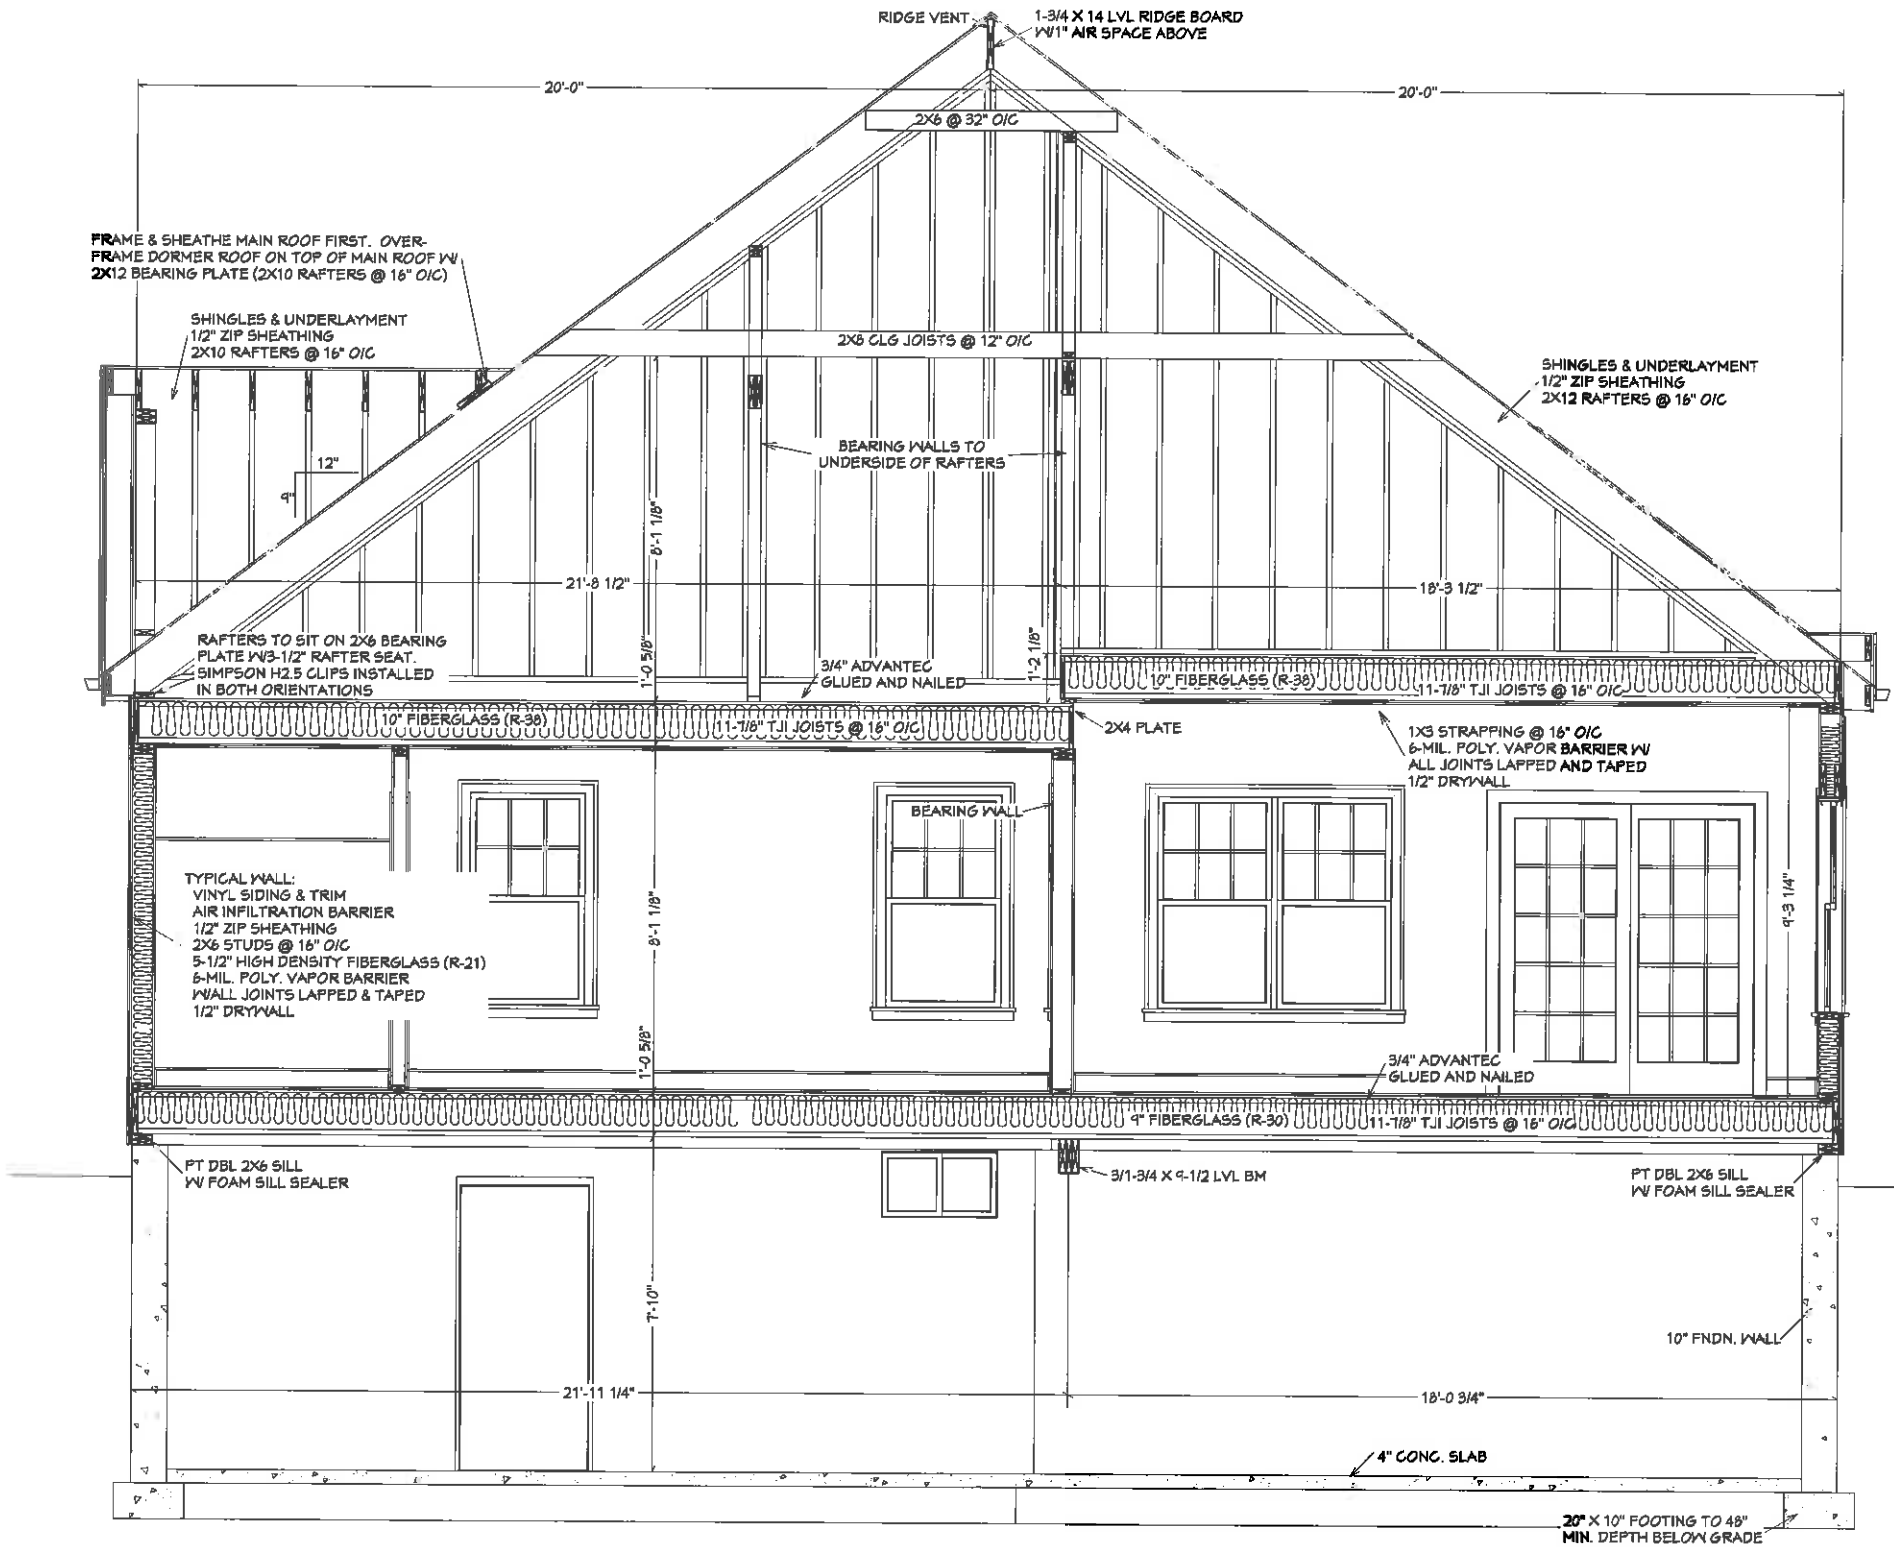 RIDGE VENT
1-3/4 X 14 LVL RIDGE BOARD
W/1" AIR SPACE ABOVE
20'-0"
20'-0"
2X6 @ 32" O/C
FRAME & SHEATHE MAIN ROOF FIRST. OVER-
FRAME DORMER ROOF ON TOP OF MAIN ROOF W/
2X12 BEARING PLATE (2X10 RAFTERS @ 16" O/C)
SHINGLES & UNDERLAYMENT
1/2" ZIP SHEATHING
2X10 RAFTERS @ 16" O/C
2X8 CLG JOISTS @ 12" O/C
SHINGLES & UNDERLAYMENT
1/2" ZIP SHEATHING
2X12 RAFTERS @ 16" O/C
BEARING WALLS TO
UNDERSIDE OF RAFTERS
12"
9"
8'-1 1/8"
21'-8 1/2"
18'-3 1/2"
RAFTERS TO SIT ON 2X6 BEARING
PLATE W/3-1/2" RAFTER SEAT.
SIMPSON H2.5 CLIPS INSTALLED
IN BOTH ORIENTATIONS
1'-0 5/8"
3/4" ADVANTEC
GLUED AND NAILED
1'-2 1/8"
10" FIBERGLASS (R-38)
11-7/8" TJI JOISTS @ 16" O/C
10" FIBERGLASS (R-38)
11-7/8" TJI JOISTS @ 16" O/C
2X4 PLATE
1X3 STRAPPING @ 16" O/C
6-MIL. POLY. VAPOR BARRIER W/
ALL JOINTS LAPPED AND TAPED
1/2" DRYWALL
BEARING WALL
TYPICAL WALL:
VINYL SIDING & TRIM
AIR INFILTRATION BARRIER
1/2" ZIP SHEATHING
2X6 STUDS @ 16" O/C
5-1/2" HIGH DENSITY FIBERGLASS (R-21)
6-MIL. POLY. VAPOR BARRIER
W/ALL JOINTS LAPPED & TAPED
1/2" DRYWALL
8'-1 1/8"
9'-3 1/4"
1'-0 5/8"
3/4" ADVANTEC
GLUED AND NAILED
9" FIBERGLASS (R-30)
11-7/8" TJI JOISTS @ 16" O/C
PT DBL 2X6 SILL
W/ FOAM SILL SEALER
3/1-3/4 X 9-1/2 LVL BM
PT DBL 2X6 SILL
W/ FOAM SILL SEALER
7'-10"
10" FNDN. WALL
21'-11 1/4"
18'-0 3/4"
4" CONC. SLAB
20" X 10" FOOTING TO 48"
MIN. DEPTH BELOW GRADE